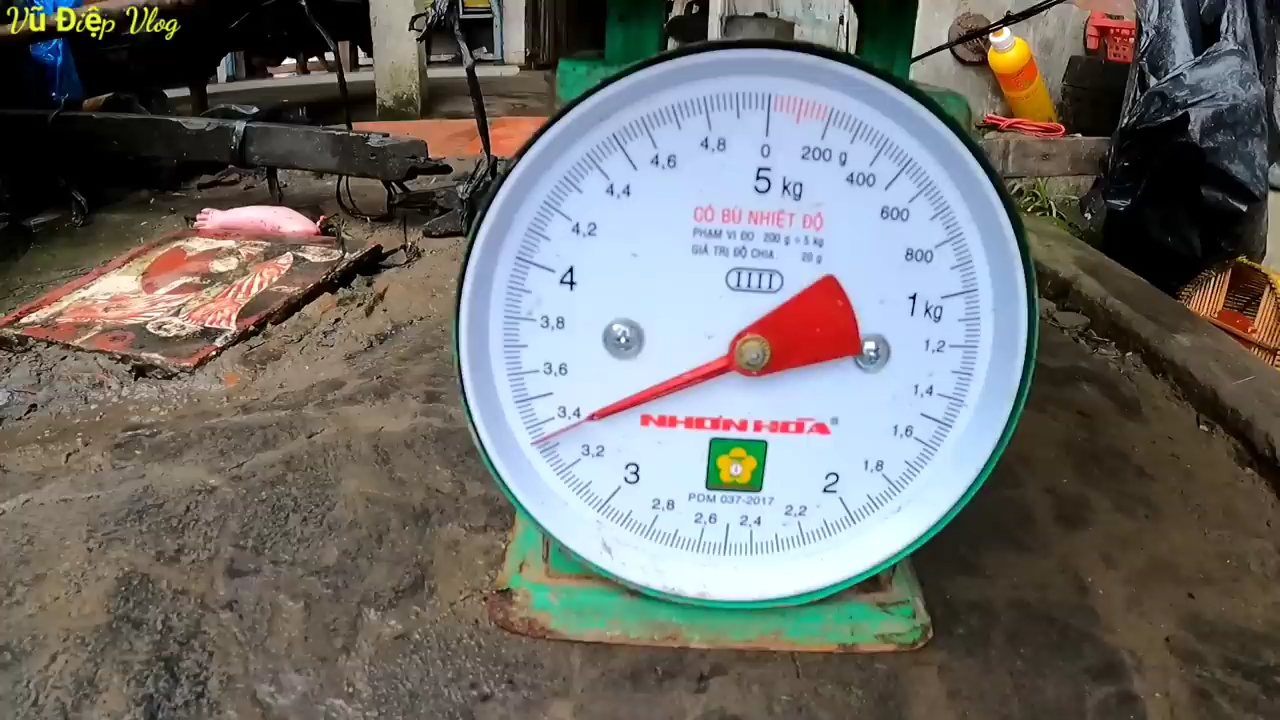 Vũ Điệp Vlog
0
200 g
400
600
800
1 kg
1,2
1,4
1,6
1,8
2
2,2
2,4
2,6
2,8
3
3,2
3,4
3,6
3,8
4
4,2
4,4
4,6
4,8
5 kg
CÓ BÙ NHIỆT ĐỘ
PHẠM VI ĐO 200 g ÷ 5 kg
GIÁ TRỊ ĐỘ CHIA : 20 g
IIII
NHƠN HÒA®
PDM 037-2017